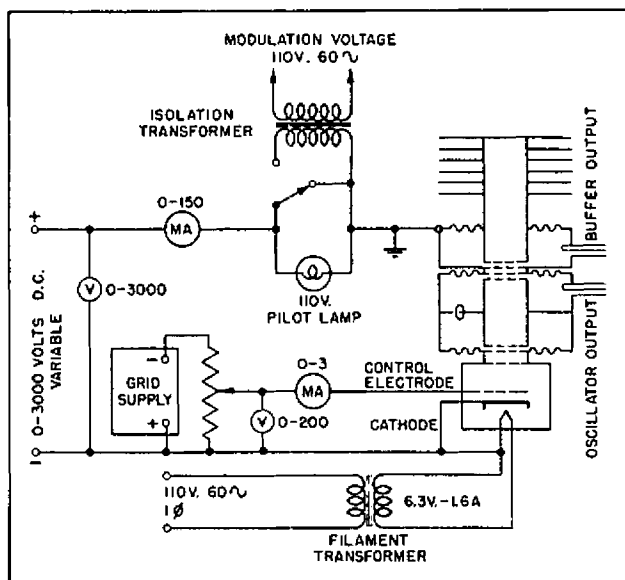 MODULATION VOLTAGE
110V. 60~
ISOLATION
TRANSFORMER
0-150
MA
+
V
0-3000
110V.
PILOT LAMP
0-3000 VOLTS D.C.
VARIABLE
-
GRID
SUPPLY
+
0-3
MA
CONTROL
ELECTRODE
V
0-200
CATHODE
110V. 60~
1ø
6.3V.-1.6A
FILAMENT
TRANSFORMER
BUFFER OUTPUT
OSCILLATOR OUTPUT